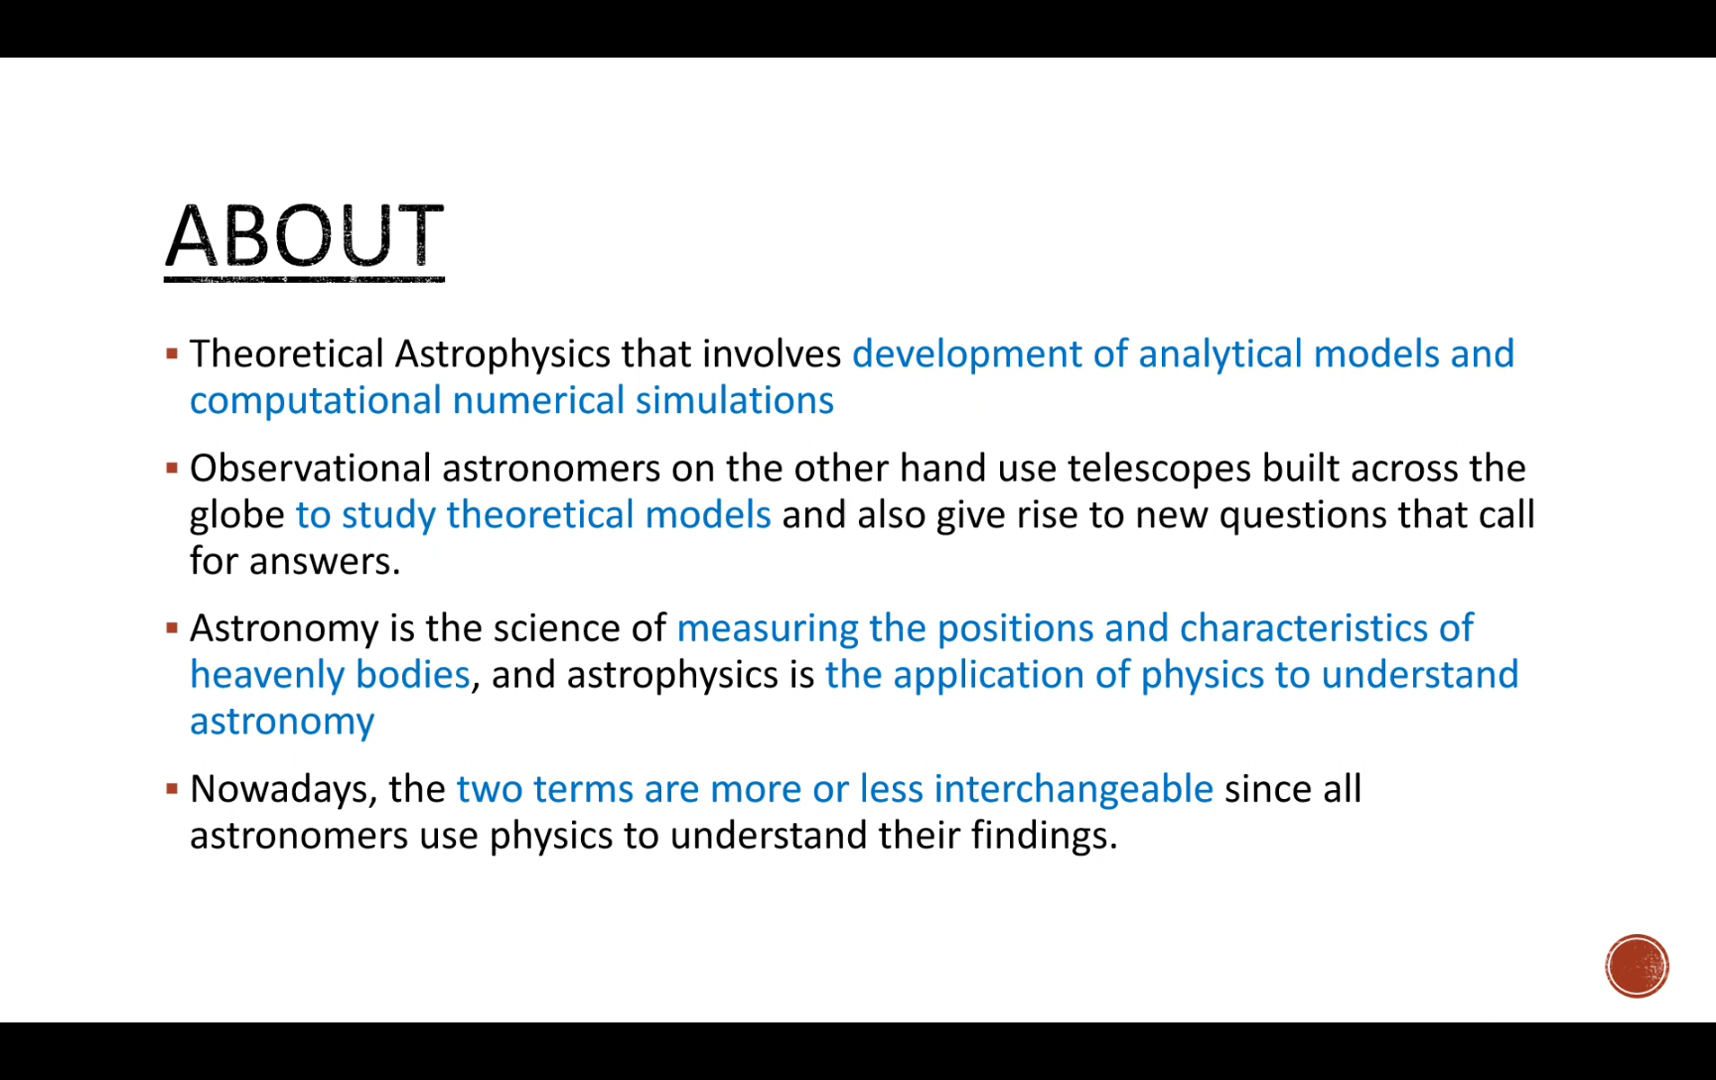 ABOUT
▪ Theoretical Astrophysics that involves development of analytical models and
computational numerical simulations
▪ Observational astronomers on the other hand use telescopes built across the
globe to study theoretical models and also give rise to new questions that call
for answers.
▪ Astronomy is the science of measuring the positions and characteristics of
heavenly bodies, and astrophysics is the application of physics to understand
astronomy
▪ Nowadays, the two terms are more or less interchangeable since all
astronomers use physics to understand their findings.